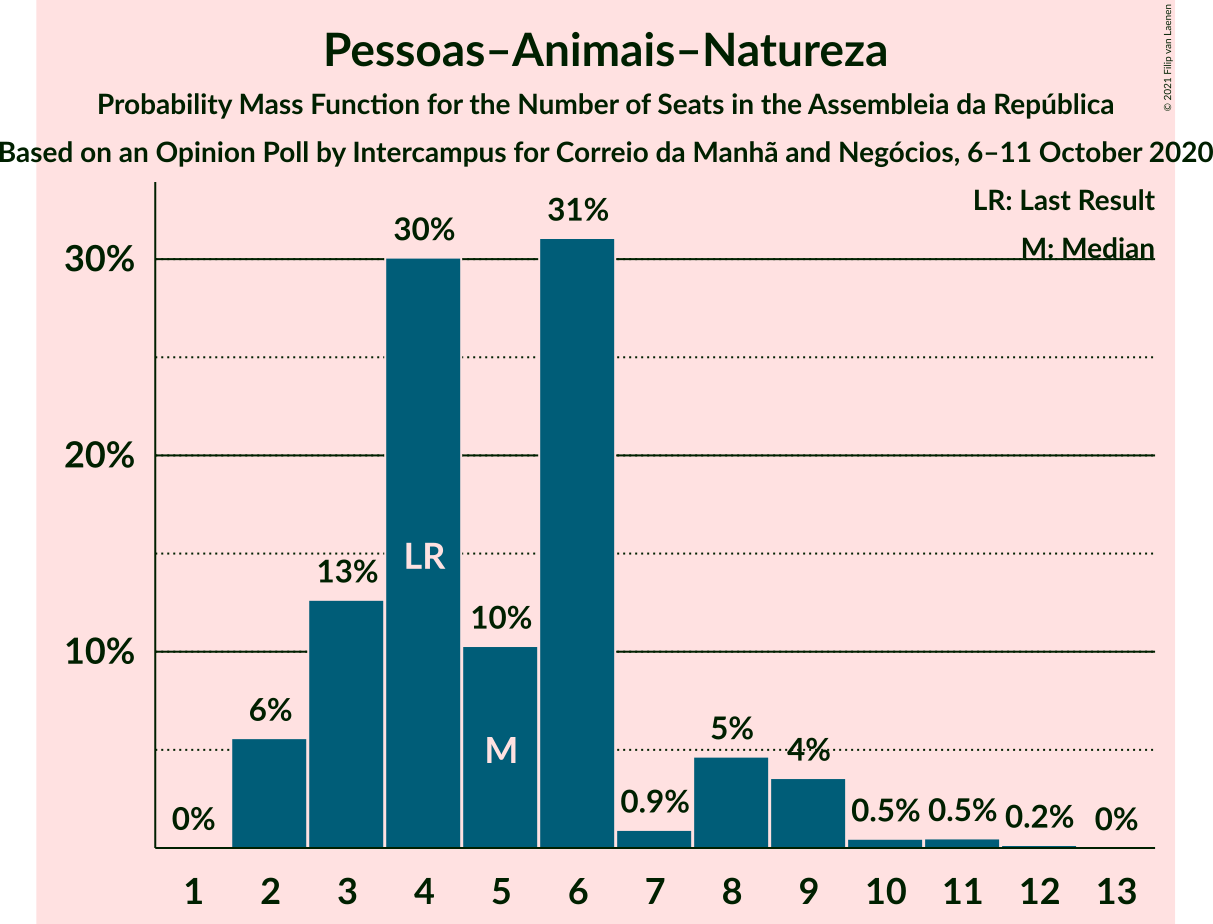 Pessoas–Animais–Natureza
Probability Mass Function for the Number of Seats in the Assembleia da República
Based on an Opinion Poll by Intercampus for Correio da Manhã and Negócios, 6–11 October 2020
© 2021 Filip van Laenen
LR: Last Result
M: Median
30%
20%
10%
0%
6%
13%
30%
10%
31%
0.9%
5%
4%
0.5%
0.5%
0.2%
0%
LR
M
1 2 3 4 5 6 7 8 9 10 11 12 13